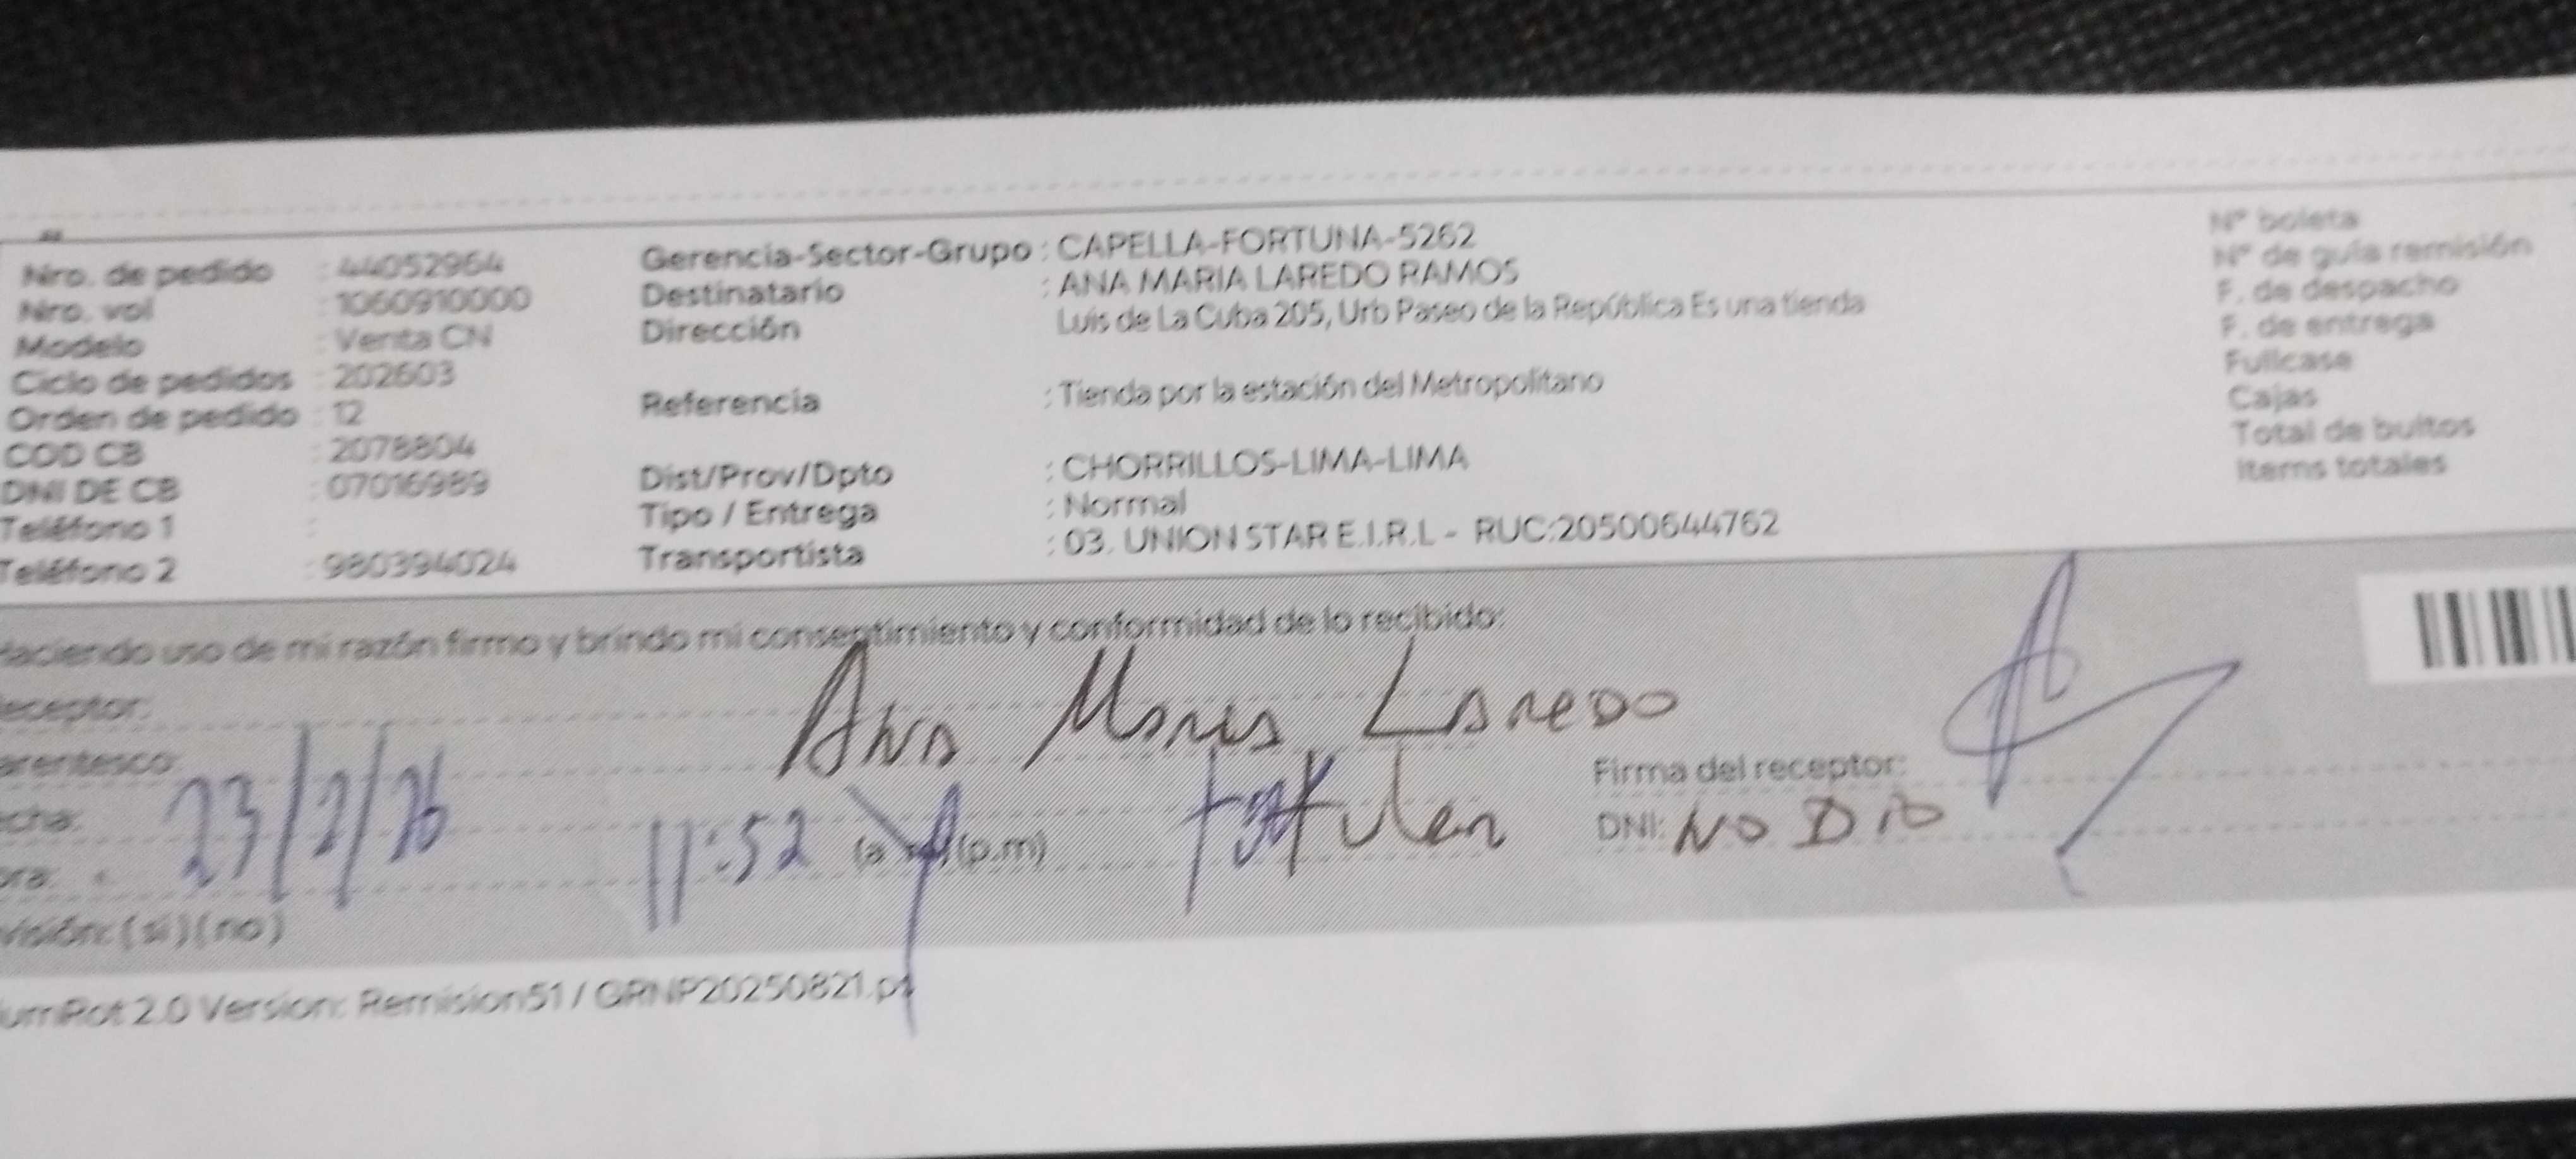 Nro. de pedido : 44052964
Nro. vol : 1060910000
Modelo : Venta CN
Ciclo de pedidos : 202603
Orden de pedido : 12
COD CB : 2078804
DNI DE CB : 07016989
Teléfono 1 :
Teléfono 2 : 980394024
Gerencia-Sector-Grupo : CAPELLA-FORTUNA-5262
Destinatario : ANA MARIA LAREDO RAMOS
Dirección Luis de La Cuba 205, Urb Paseo de la República Es una tienda
Referencia : Tienda por la estación del Metropolitano
Dist/Prov/Dpto : CHORRILLOS-LIMA-LIMA
Tipo / Entrega : Normal
Transportista : 03. UNION STAR E.I.R.L - RUC:20500644762
N° boleta
N° de guía remisión
F. de despacho
F. de entrega
Fullcase
Cajas
Total de bultos
Items totales
Haciendo uso de mi razón firmo y brindo mi consentimiento y conformidad de lo recibido:
eceptor: Ana Maria Laredo
arentesco:
echa: 23/2/26
ora: 11:52 (p.m)
Firma del receptor:
DNI: NO DIO
visión: (si) (no)
umRot 2.0 Version: Remision51 / GRNP20250821.p1